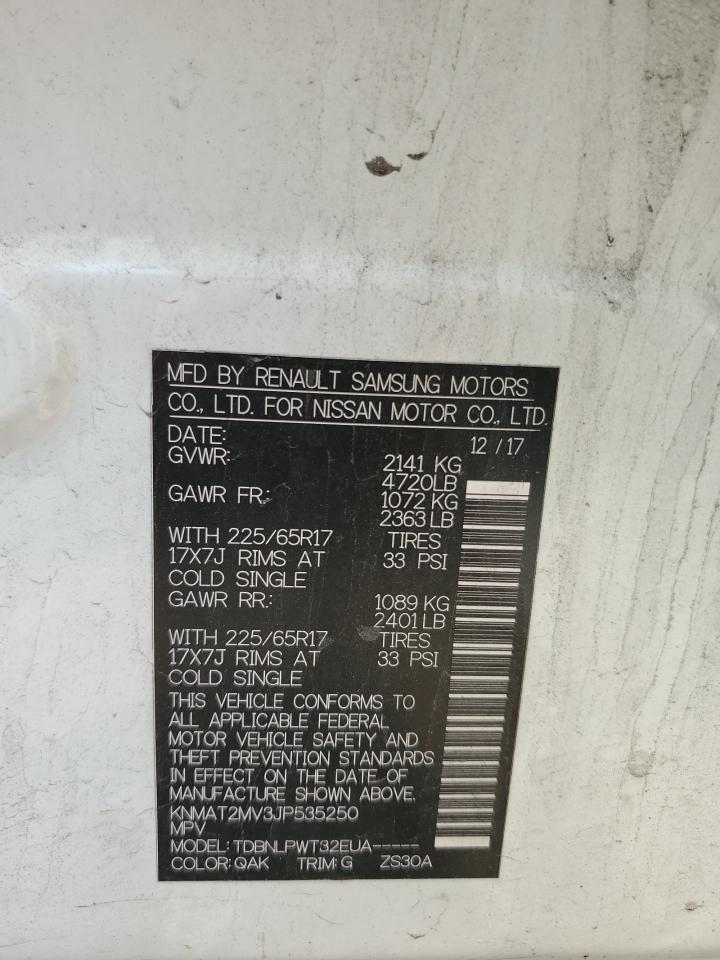 MFD BY RENAULT SAMSUNG MOTORS
CO., LTD. FOR NISSAN MOTOR CO., LTD.
DATE: 12 / 17
GVWR: 2141 KG
4720LB
GAWR FR.: 1072 KG
2363LB
WITH 225/65R17 TIRES
17X7J RIMS AT 33 PSI
COLD SINGLE
GAWR RR.: 1089 KG
2401LB
WITH 225/65R17 TIRES
17X7J RIMS AT 33 PSI
COLD SINGLE
THIS VEHICLE CONFORMS TO
ALL APPLICABLE FEDERAL
MOTOR VEHICLE SAFETY AND
THEFT PREVENTION STANDARDS
IN EFFECT ON THE DATE OF
MANUFACTURE SHOWN ABOVE.
KNMAT2MV3JP535250
MPV
MODEL: TDBNLPWT32EUA-----
COLOR: QAK TRIM: G ZS30A